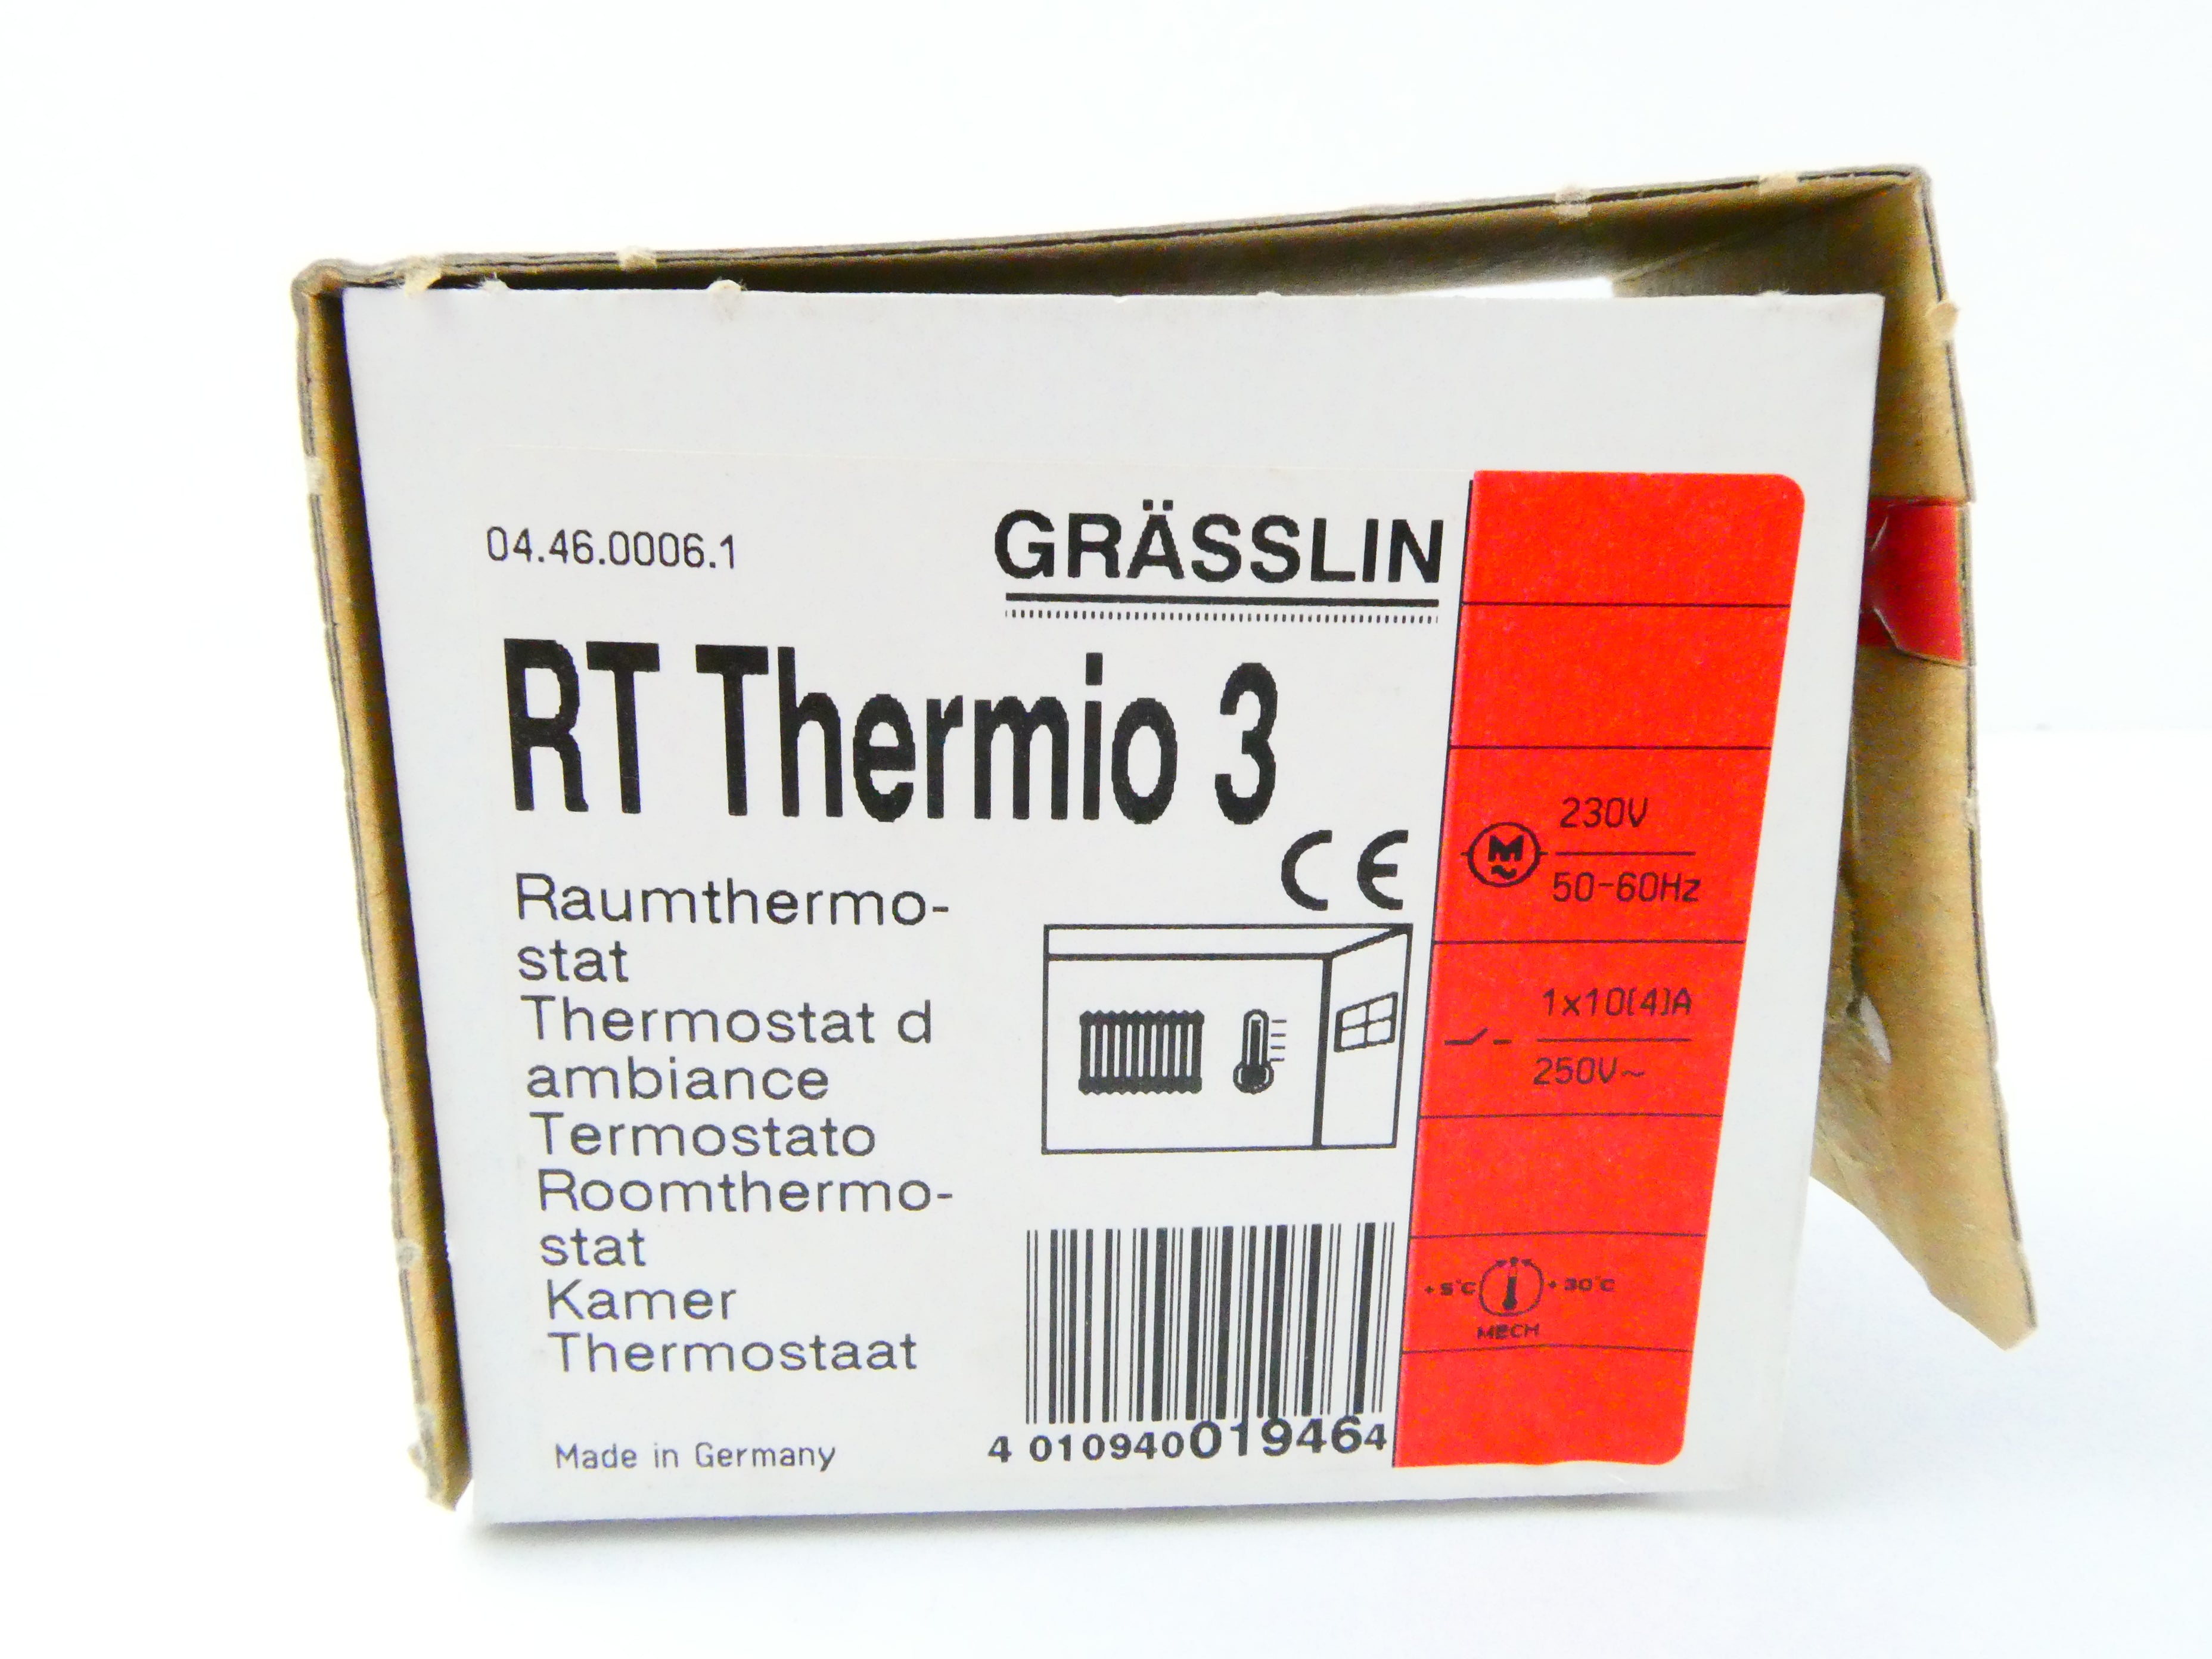 04.46.0006.1
GRÄSSLIN
RT Thermio 3
CE
Raumthermo-
stat
Thermostat d
ambiance
Termostato
Roomthermo-
stat
Kamer
Thermostaat
Made in Germany
4 010940 019464
M
~
230V
50-60Hz
1x10(4)A
250V~
+5°C +30°C
MECH